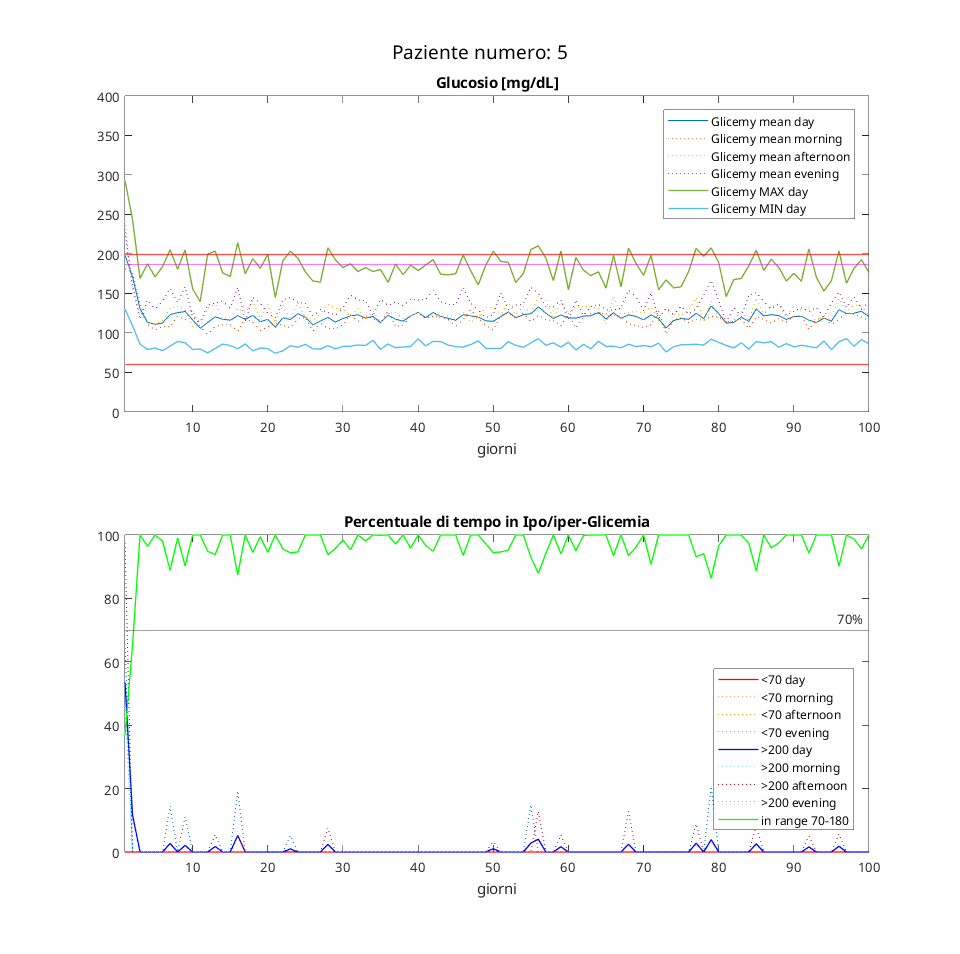 Paziente numero: 5
Glucosio [mg/dL]
400
350
300
250
200
150
100
50
0
Glicemy mean day
Glicemy mean morning
Glicemy mean afternoon
Glicemy mean evening
Glicemy MAX day
Glicemy MIN day
10 20 30 40 50 60 70 80 90 100
giorni
Percentuale di tempo in Ipo/iper-Glicemia
100
80
60
40
20
0
70%
<70 day
<70 morning
<70 afternoon
<70 evening
>200 day
>200 morning
>200 afternoon
>200 evening
in range 70-180
10 20 30 40 50 60 70 80 90 100
giorni